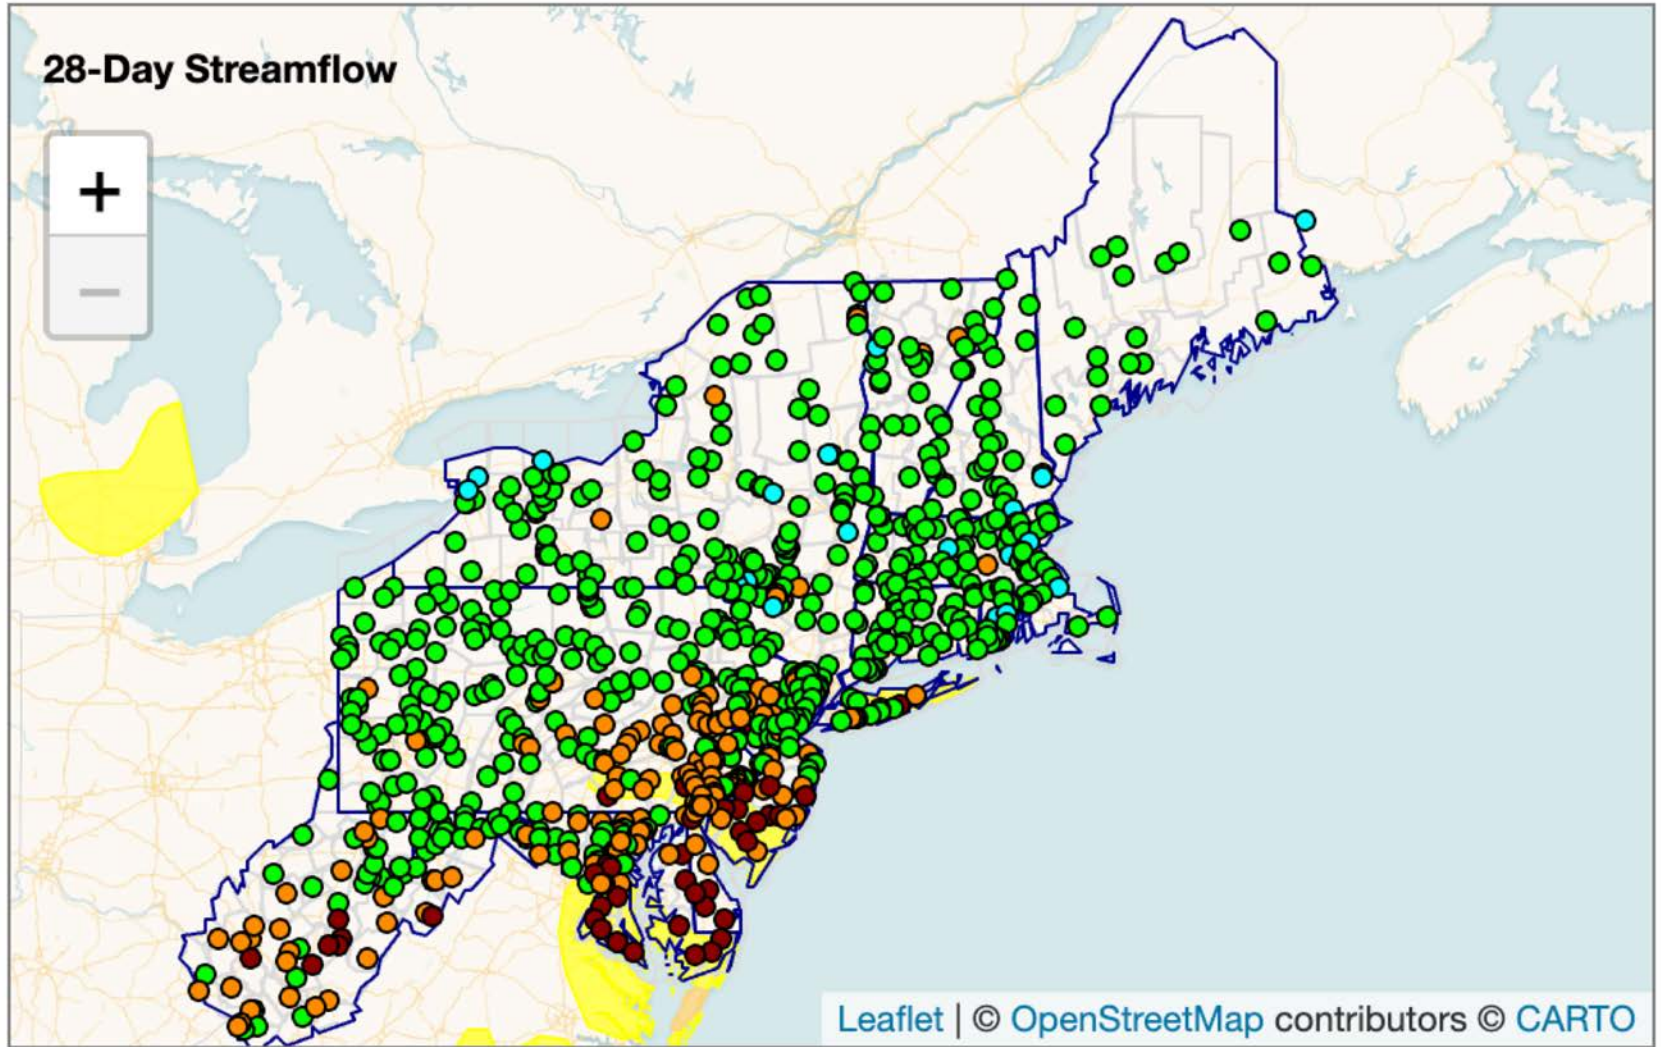 28-Day Streamflow
+
−
Leaflet | © OpenStreetMap contributors © CARTO